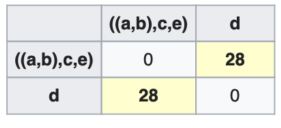 ((a,b),c,e) d
((a,b),c,e) 0 28
d 28 0